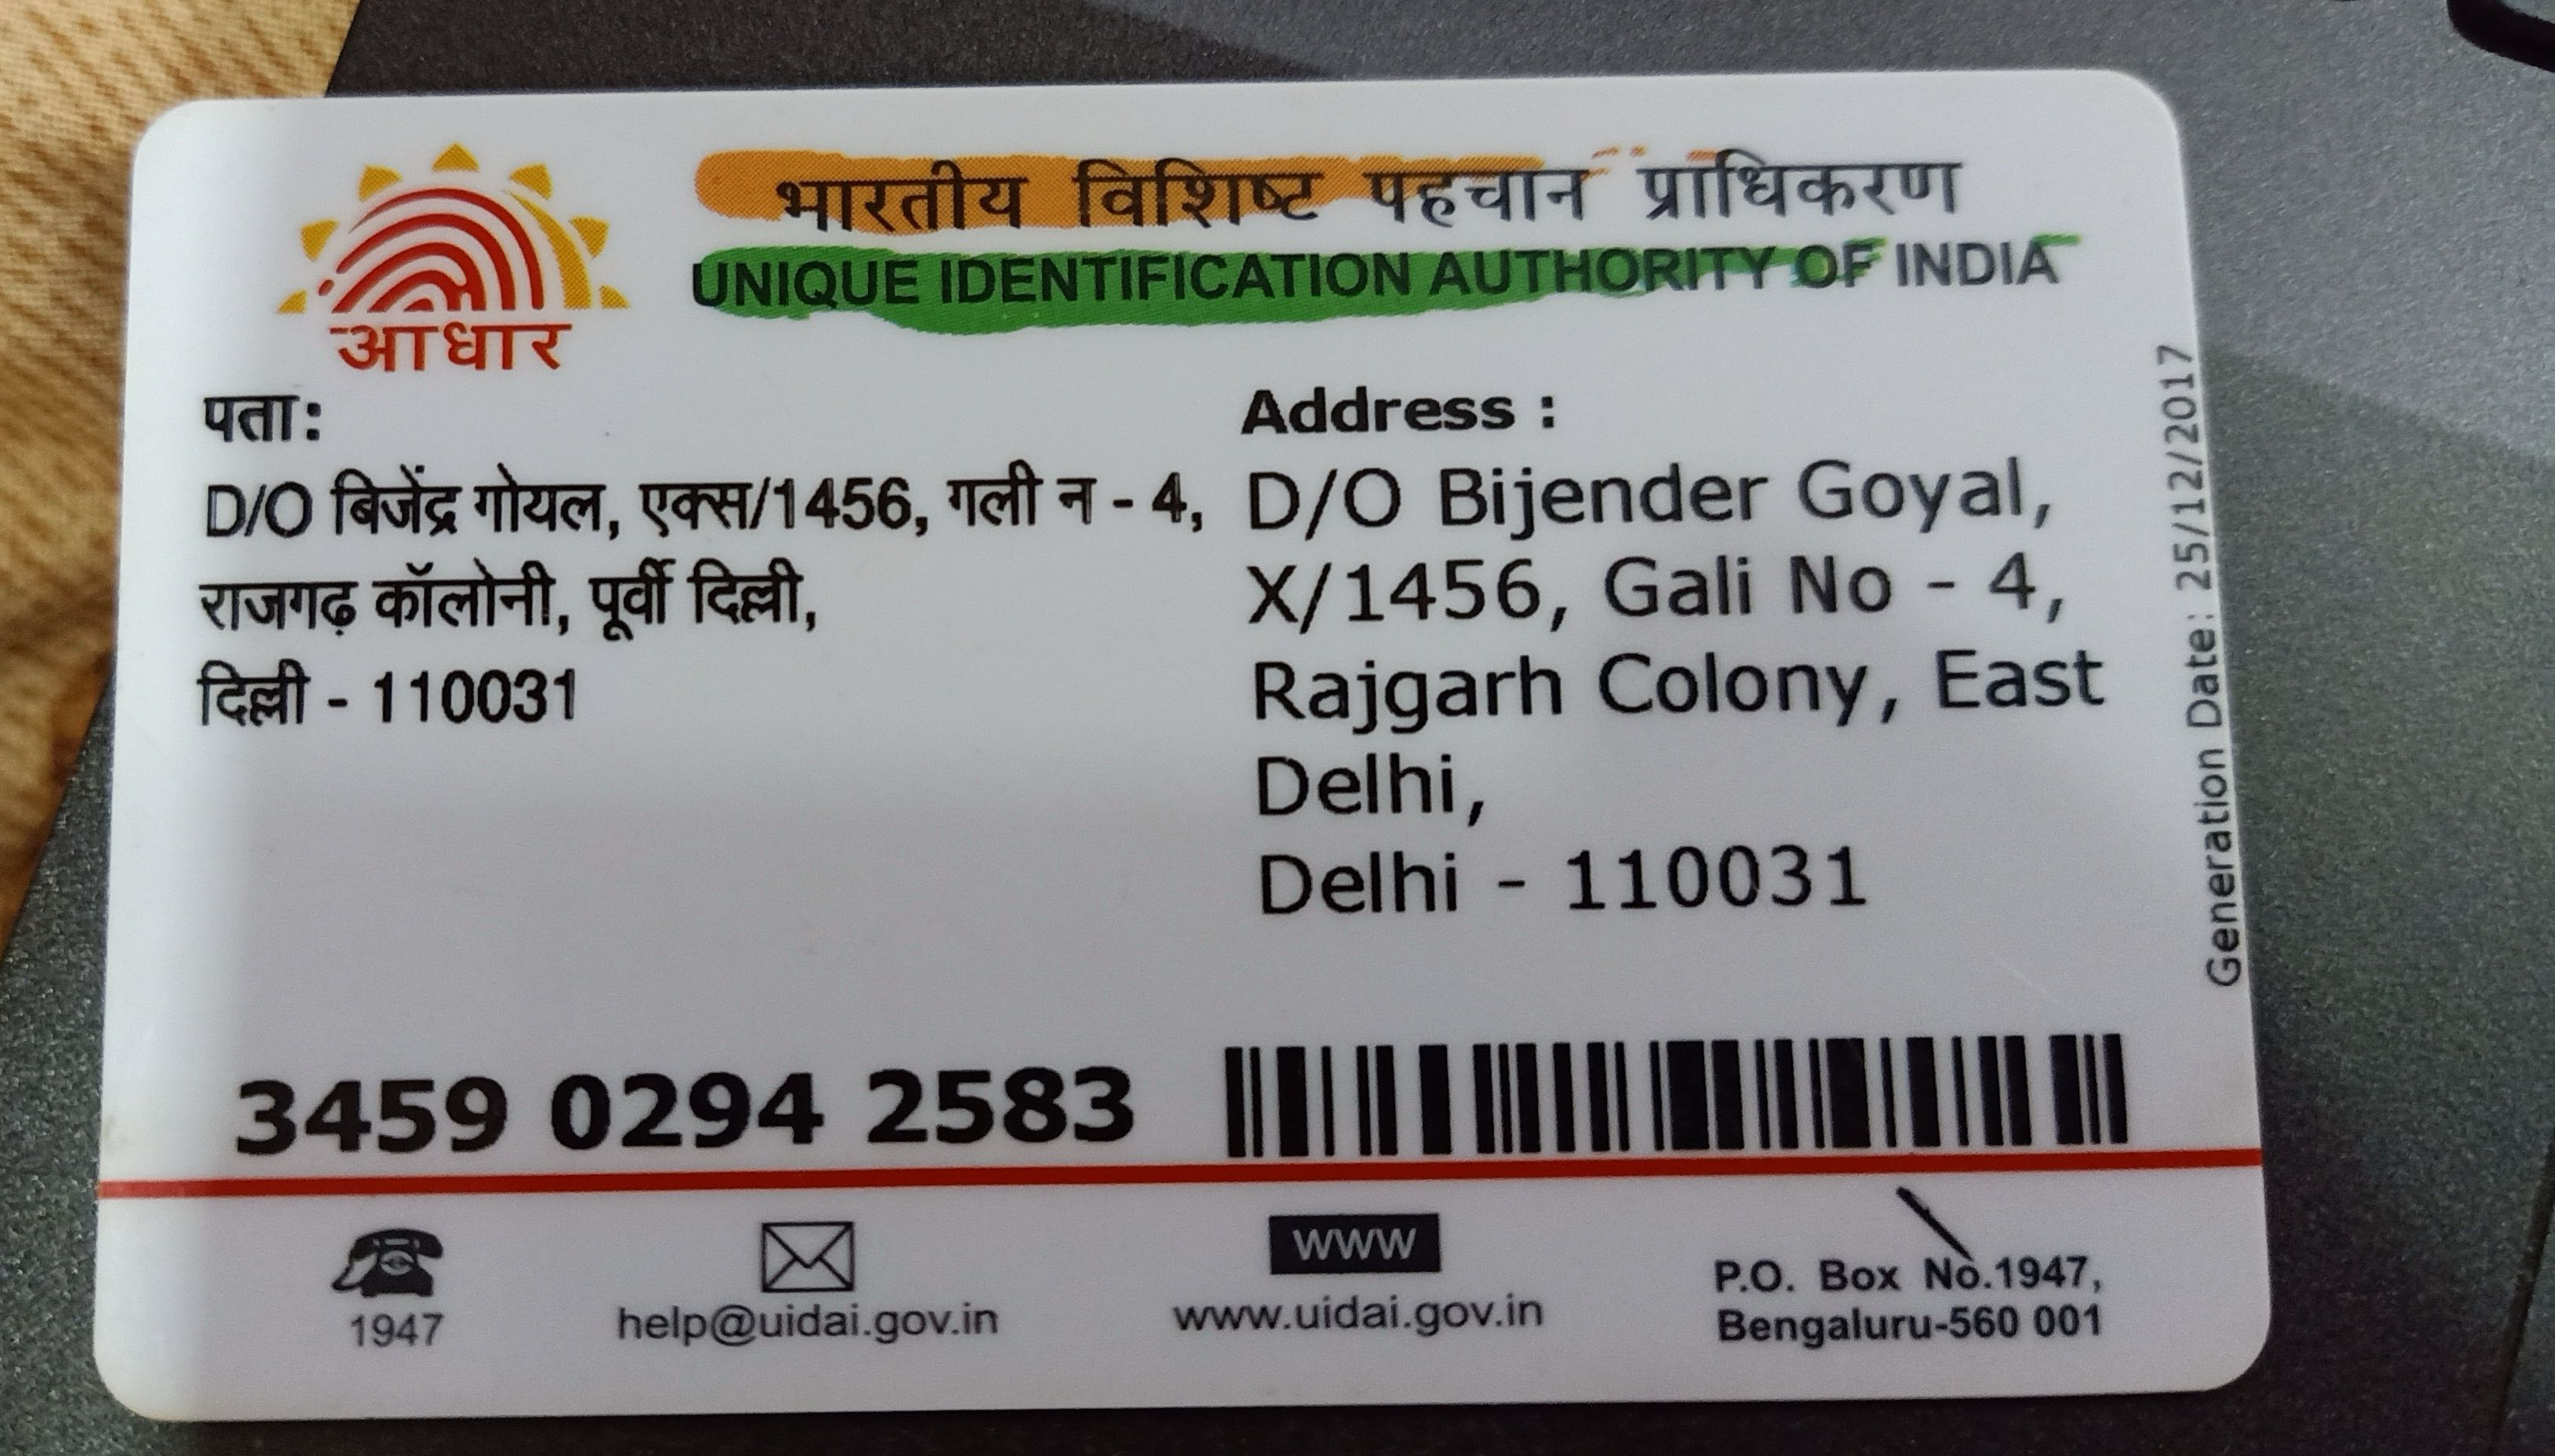 आधार
भारतीय विशिष्ट पहचान प्राधिकरण
UNIQUE IDENTIFICATION AUTHORITY OF INDIA
पता:
D/O बिजेंद्र गोयल, एक्स/1456, गली न - 4,
राजगढ़ कॉलोनी, पूर्वी दिल्ली,
दिल्ली - 110031
Address :
D/O Bijender Goyal,
X/1456, Gali No - 4,
Rajgarh Colony, East
Delhi,
Delhi - 110031
Generation Date: 25/12/2017
3459 0294 2583
1947
help@uidai.gov.in
www
www.uidai.gov.in
P.O. Box No.1947,
Bengaluru-560 001